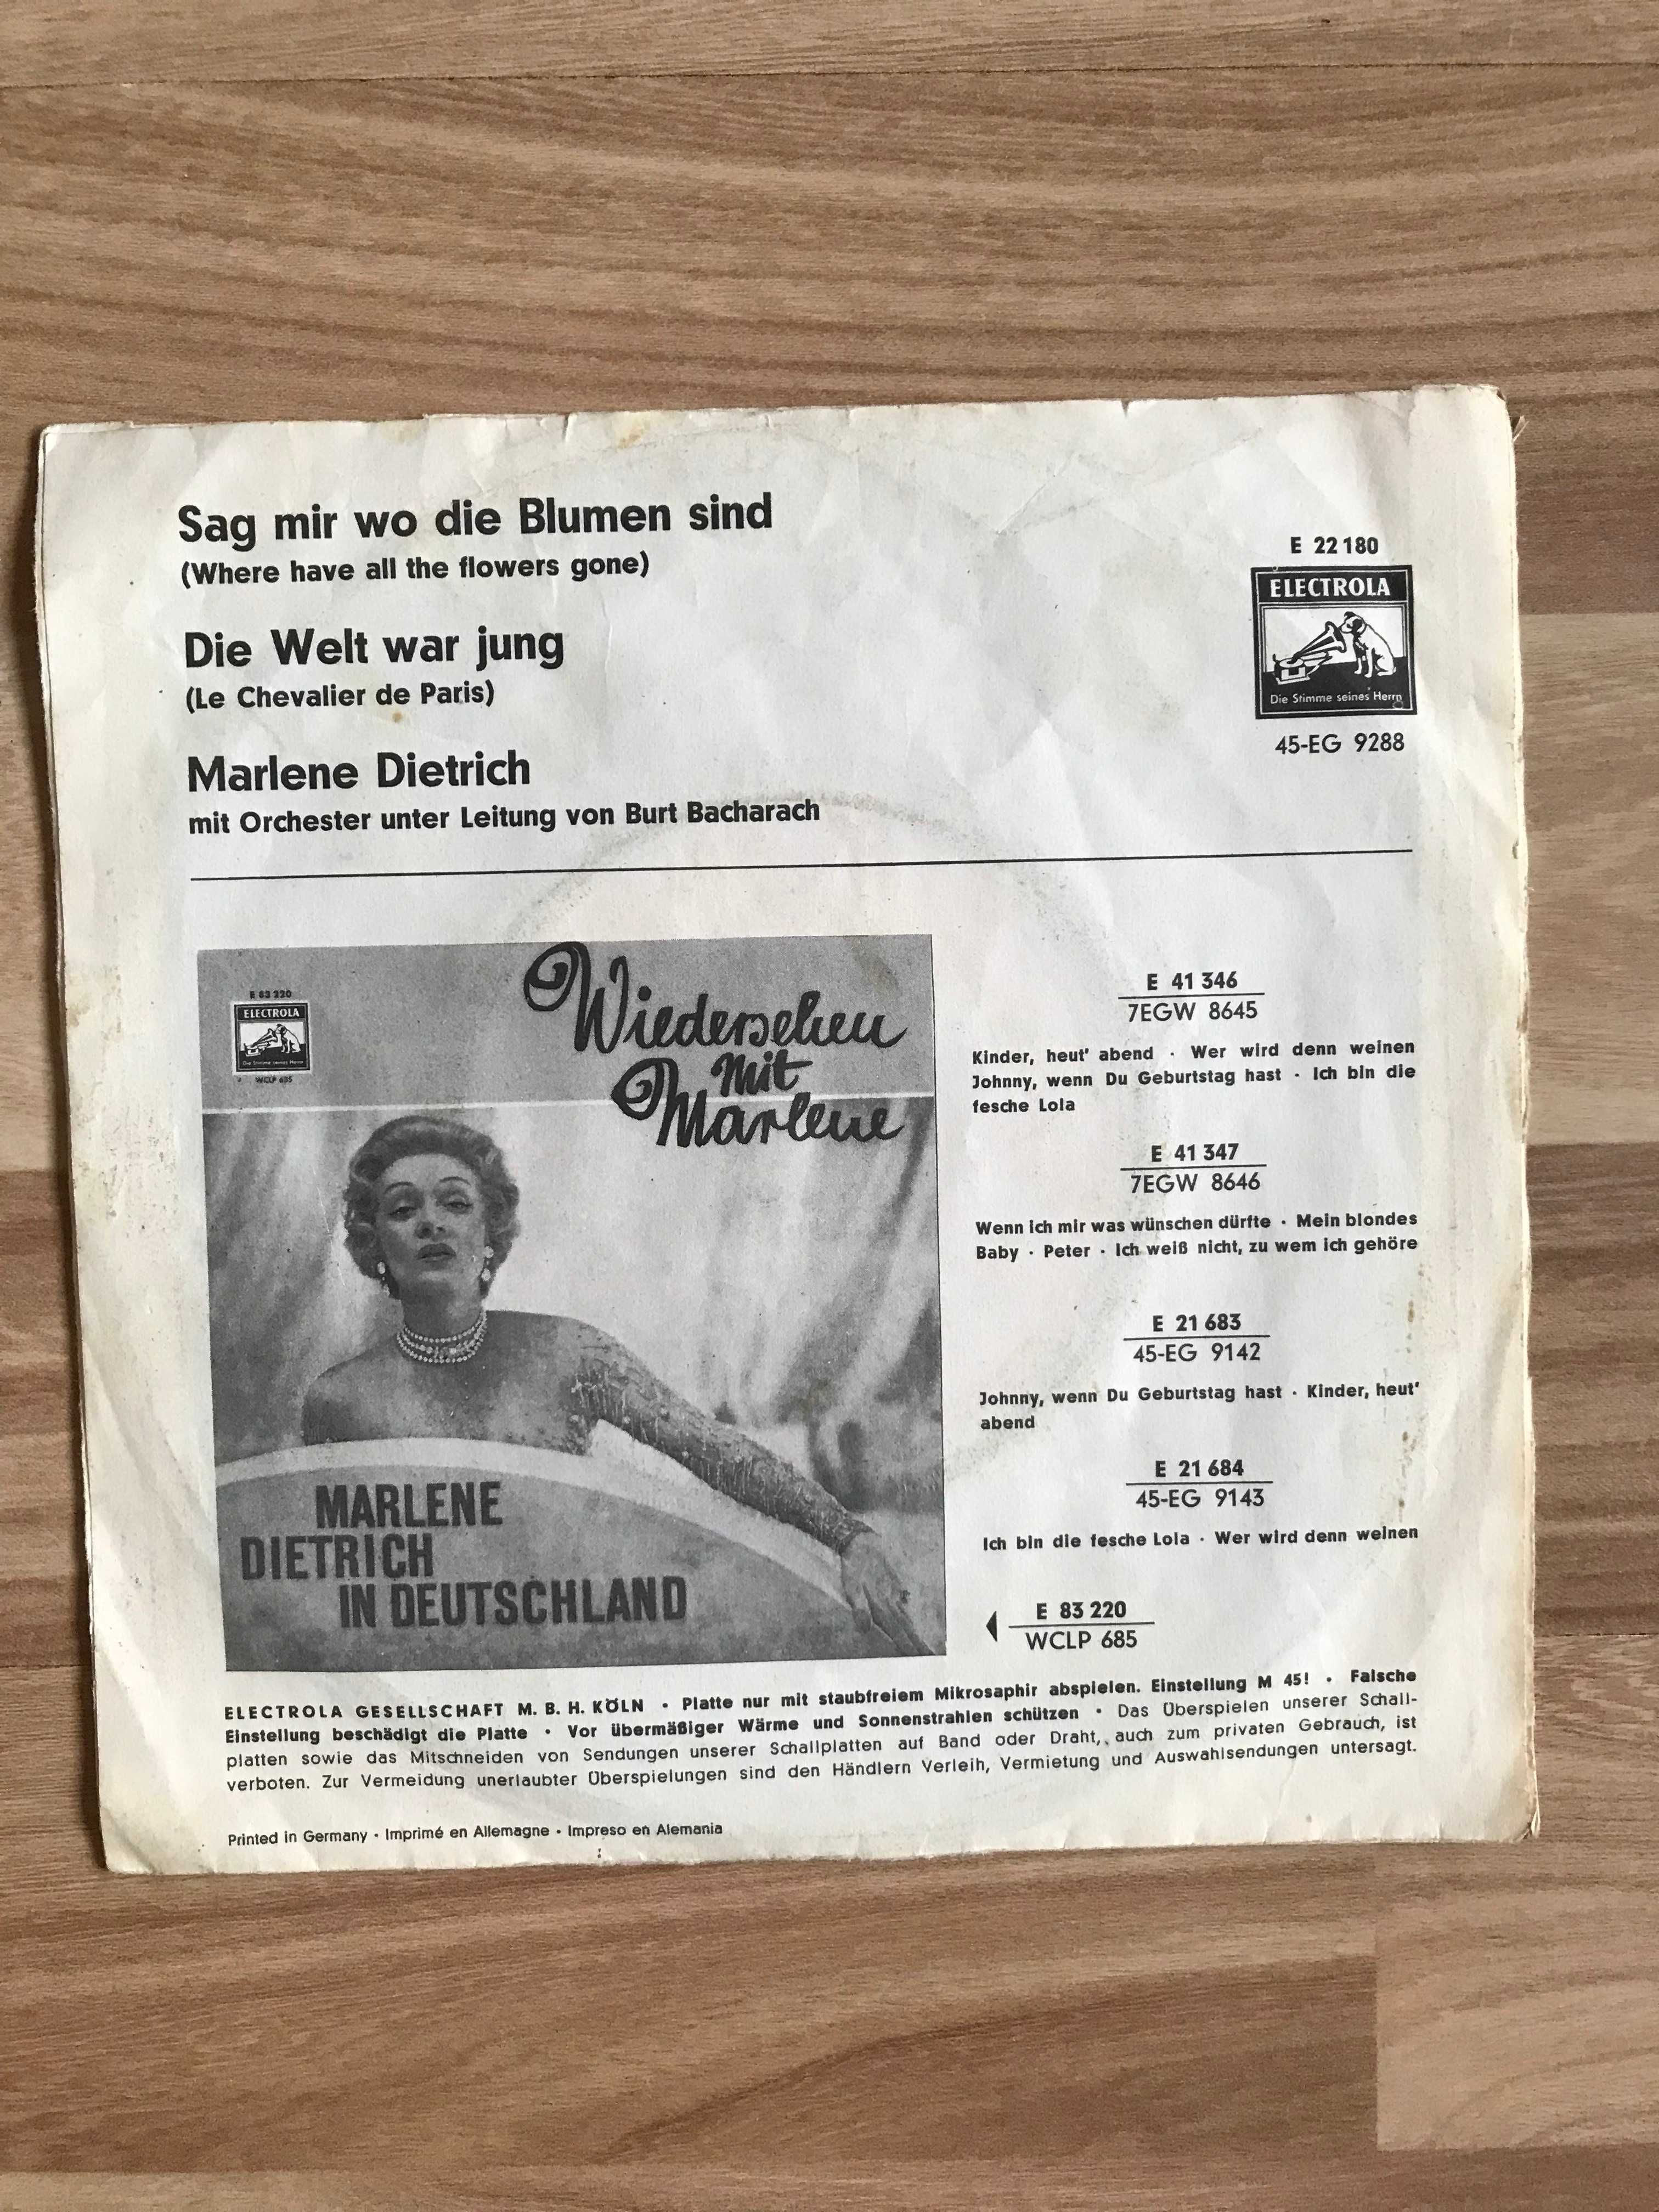 Sag mir wo die Blumen sind
(Where have all the flowers gone)
Die Welt war jung
(Le Chevalier de Paris)
Marlene Dietrich
mit Orchester unter Leitung von Burt Bacharach
E 22 180
ELECTROLA
Die Stimme seines Herrn
45-EG 9288
E 83 220
ELECTROLA
Die Stimme seines Herrn
WCLP 685
Wiedersehen
Mit
Marlene
MARLENE
DIETRICH
IN DEUTSCHLAND
E 41 346
7EGW 8645
Kinder, heut' abend · Wer wird denn weinen
Johnny, wenn Du Geburtstag hast · Ich bin die
fesche Lola
E 41 347
7EGW 8646
Wenn ich mir was wünschen dürfte · Mein blondes
Baby · Peter · Ich weiß nicht, zu wem ich gehöre
E 21 683
45-EG 9142
Johnny, wenn Du Geburtstag hast · Kinder, heut'
abend
E 21 684
45-EG 9143
Ich bin die fesche Lola · Wer wird denn weinen
E 83 220
WCLP 685
ELECTROLA GESELLSCHAFT M. B. H. KÖLN · Platte nur mit staubfreiem Mikrosaphir abspielen. Einstellung M 45! · Falsche
Einstellung beschädigt die Platte · Vor übermäßiger Wärme und Sonnenstrahlen schützen · Das Überspielen unserer Schall-
platten sowie das Mitschneiden von Sendungen unserer Schallplatten auf Band oder Draht, auch zum privaten Gebrauch, ist
verboten. Zur Vermeidung unerlaubter Überspielungen sind den Händlern Verleih, Vermietung und Auswahlsendungen untersagt.
Printed in Germany · Imprimé en Allemagne · Impreso en Alemania